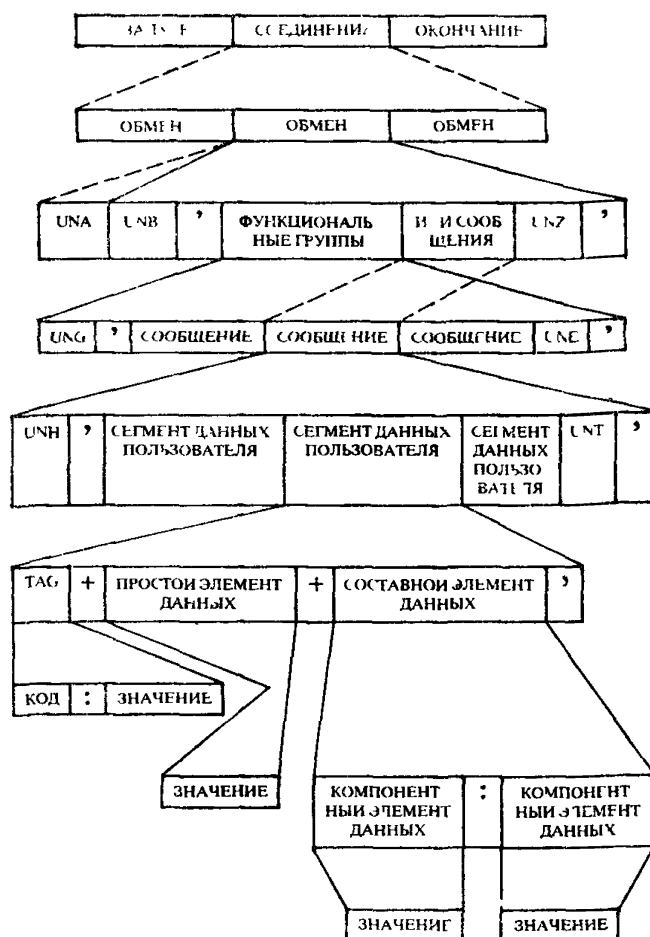 СОЕДИНЕНИЕ ОКОНЧАНИЕ
ОБМЕН ОБМЕН ОБМЕН
UNA UNB ’ ФУНКЦИОНАЛЬ И И СООБ UNZ ’
НЫЕ ГРУППЫ ЩЕНИЯ
UNG ’ СООБЩЕНИЕ СООБЩЕНИЕ СООБЩЕНИЕ UNE ’
UNH ’ СЕГМЕНТ ДАННЫХ СЕГМЕНТ ДАННЫХ СЕГМЕНТ UNT ’
ПОЛЬЗОВАТЕЛЯ ПОЛЬЗОВАТЕЛЯ ДАННЫХ
ПОЛЬЗО
ВАТЕЛЯ
TAG + ПРОСТОЙ ЭЛЕМЕНТ + СОСТАВНОЙ ЭЛЕМЕНТ ’
ДАННЫХ ДАННЫХ
КОД : ЗНАЧЕНИЕ
ЗНАЧЕНИЕ
КОМПОНЕНТ : КОМПОНЕНТ
НЫЙ ЭЛЕМЕНТ НЫЙ ЭЛЕМЕНТ
ДАННЫХ ДАННЫХ
ЗНАЧЕНИЕ ЗНАЧЕНИЕ